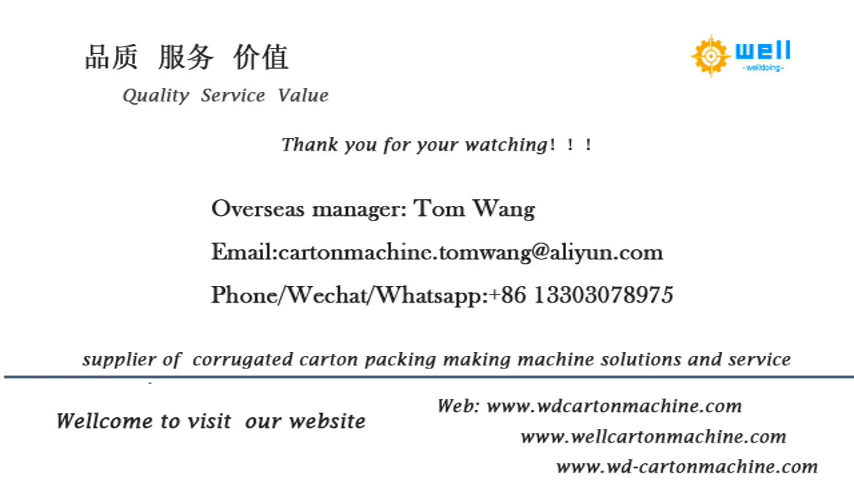 品质 服务 价值
well
-welldoing-
Quality Service Value
Thank you for your watching！！！
Overseas manager: Tom Wang
Email:cartonmachine.tomwang@aliyun.com
Phone/Wechat/Whatsapp:+86 13303078975
supplier of corrugated carton packing making machine solutions and service
Wellcome to visit our website
Web: www.wdcartonmachine.com
www.wellcartonmachine.com
www.wd-cartonmachine.com